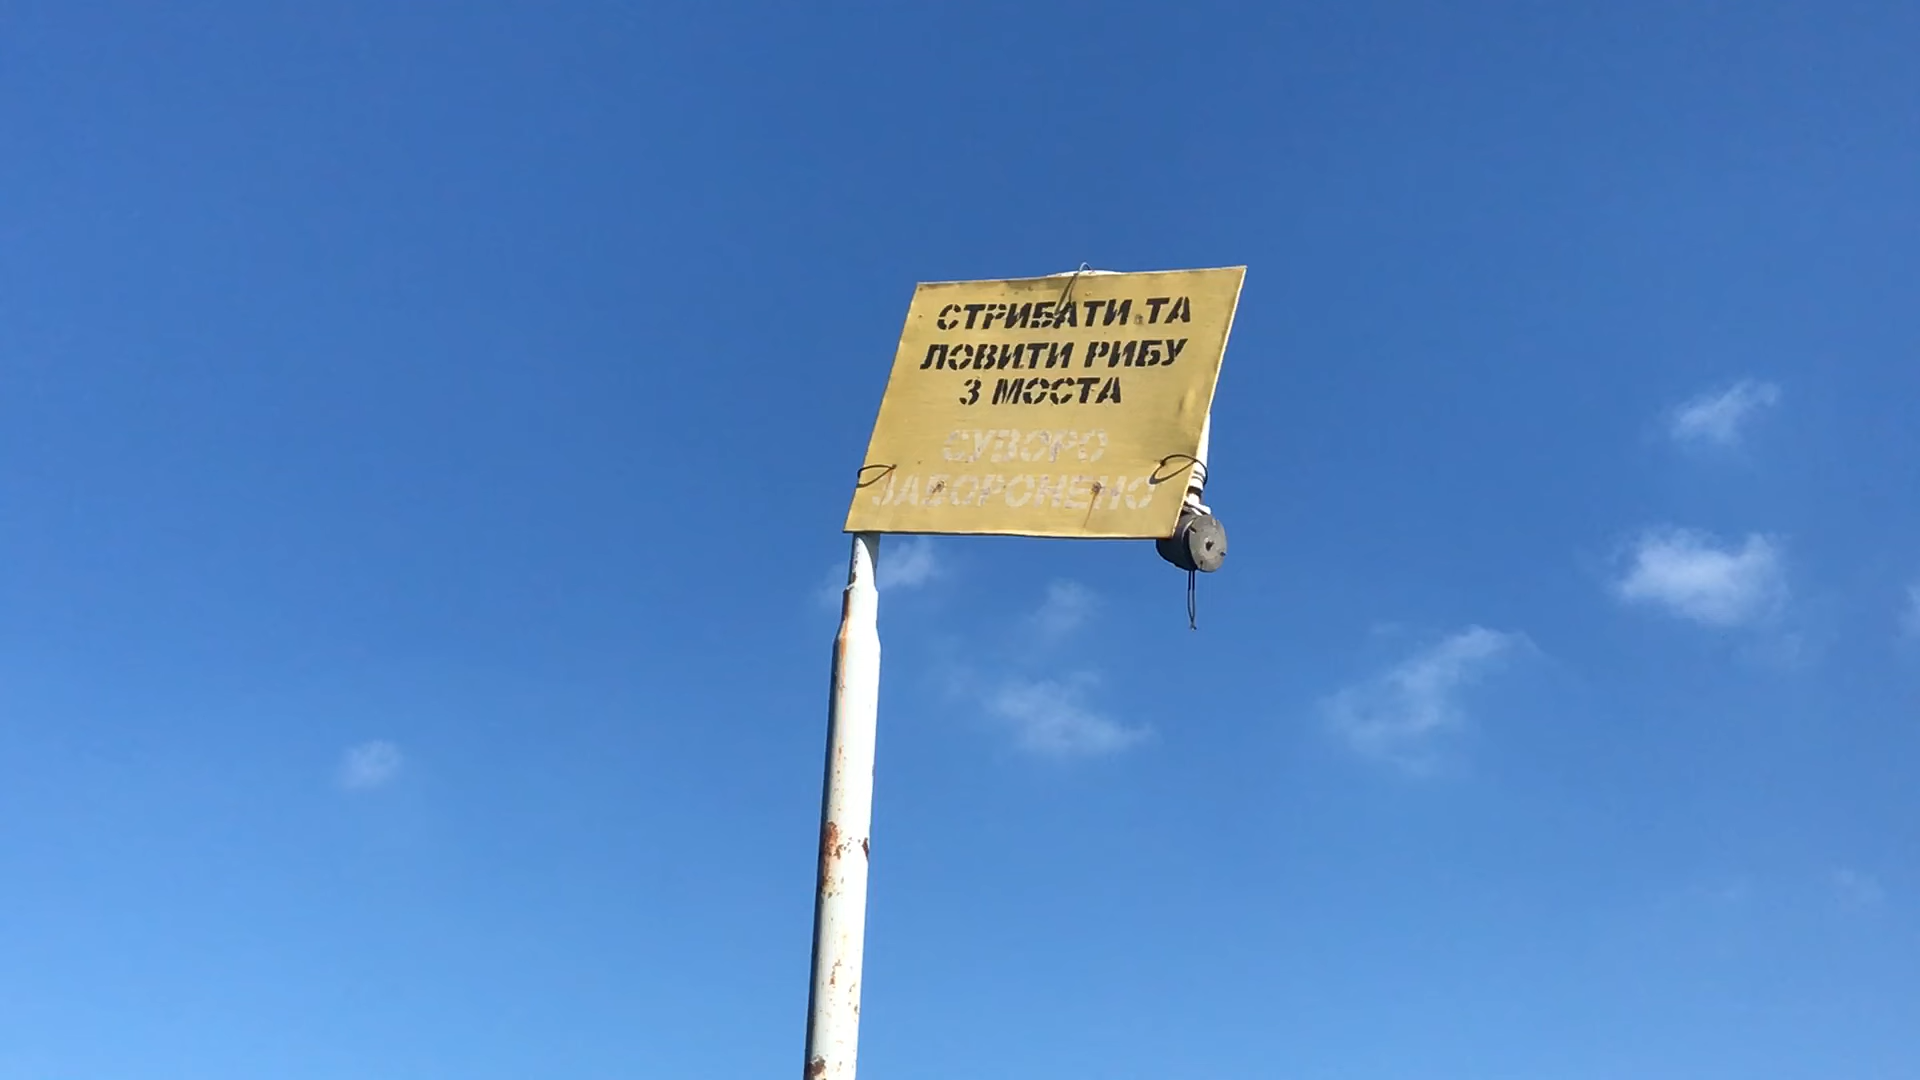 СТРИБАТИ ТА
ЛОВИТИ РИБУ
З МОСТА
СУВОРО
ЗАБОРОНЕНО